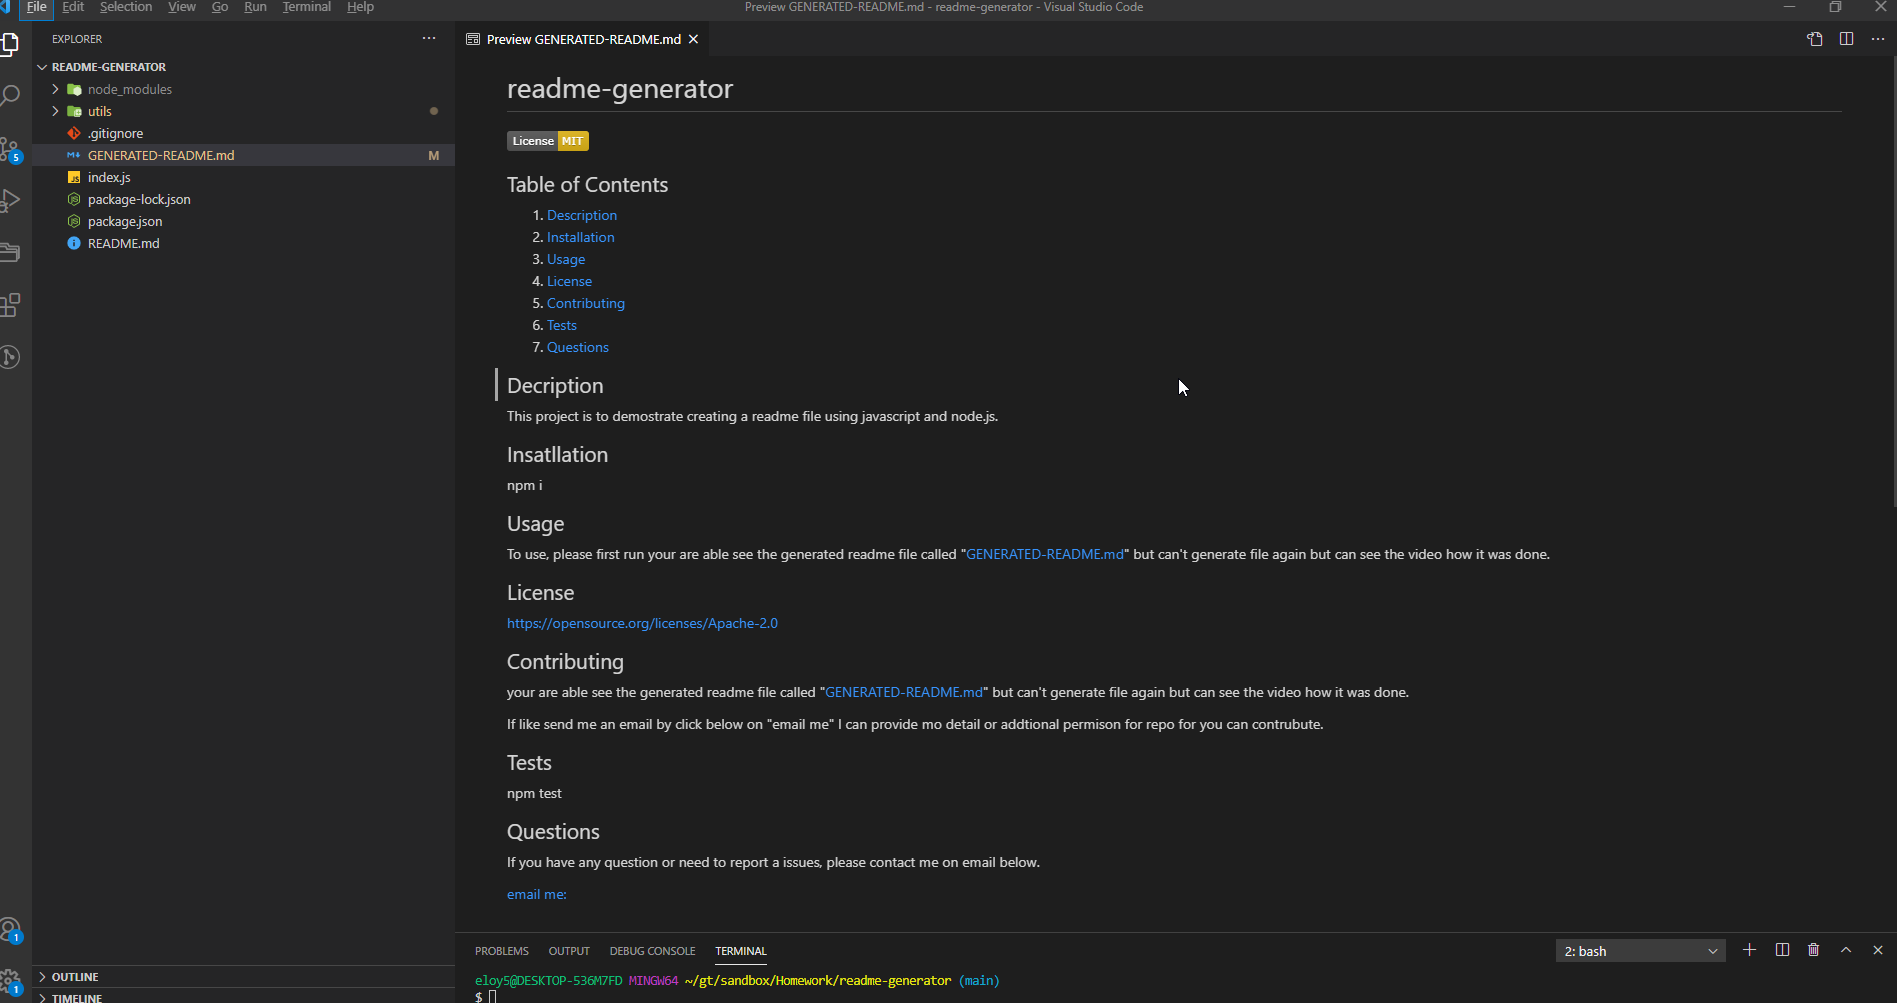 File Edit Selection View Go Run Terminal Help
Preview GENERATED-README.md - readme-generator - Visual Studio Code
EXPLORER
README-GENERATOR
node_modules
utils
.gitignore
GENERATED-README.md M
index.js
package-lock.json
package.json
README.md
5
1
1
OUTLINE
TIMELINE
Preview GENERATED-README.md
readme-generator
License MIT
Table of Contents
1. Description
2. Installation
3. Usage
4. License
5. Contributing
6. Tests
7. Questions
Decription
This project is to demostrate creating a readme file using javascript and node.js.
Insatllation
npm i
Usage
To use, please first run your are able see the generated readme file called "GENERATED-README.md" but can't generate file again but can see the video how it was done.
License
https://opensource.org/licenses/Apache-2.0
Contributing
your are able see the generated readme file called "GENERATED-README.md" but can't generate file again but can see the video how it was done.
If like send me an email by click below on "email me" I can provide mo detail or addtional permison for repo for you can contrubute.
Tests
npm test
Questions
If you have any question or need to report a issues, please contact me on email below.
email me:
PROBLEMS OUTPUT DEBUG CONSOLE TERMINAL
2: bash
eloy5@DESKTOP-536M7FD MINGW64 ~/gt/sandbox/Homework/readme-generator (main)
$